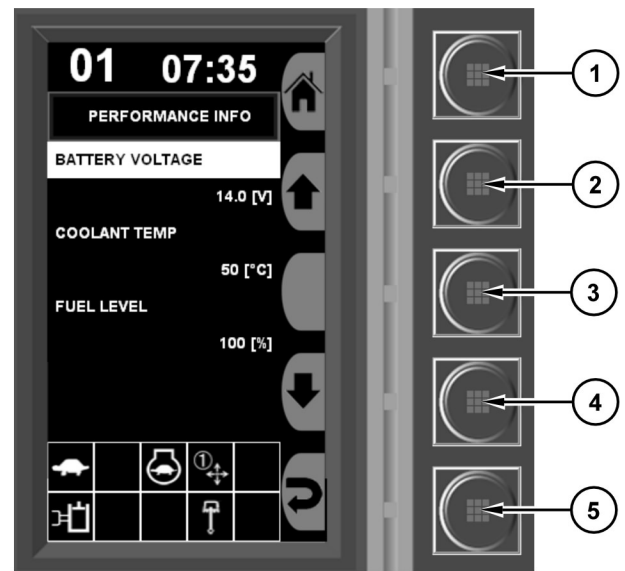 01 07:35
PERFORMANCE INFO
BATTERY VOLTAGE
14.0 [V]
COOLANT TEMP
50 [°C]
FUEL LEVEL
100 [%]
1
1
2
3
4
5